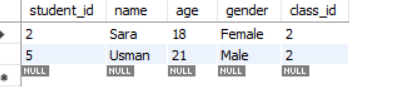 student_id name age gender class_id
2 Sara 18 Female 2
5 Usman 21 Male 2
NULL NULL NULL NULL NULL